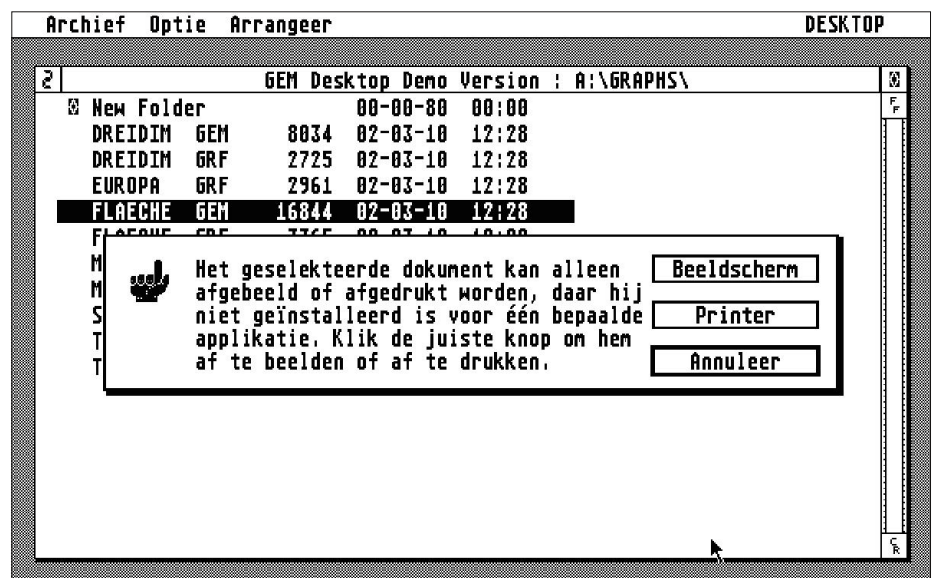 Archief Optie Arrangeer DESKTOP
GEM Desktop Demo Version : A:\GRAPHS\
New Folder 00-00-80 00:00
DREIDIM GEM 8034 02-03-10 12:28
DREIDIM GRF 2725 02-03-10 12:28
EUROPA GRF 2961 02-03-10 12:28
FLAECHE GEM 16844 02-03-10 12:28
Het geselekteerde dokument kan alleen
afgebeeld of afgedrukt worden, daar hij
niet geïnstalleerd is voor één bepaalde
applikatie. Klik de juiste knop om hem
af te beelden of af te drukken.
Beeldscherm
Printer
Annuleer